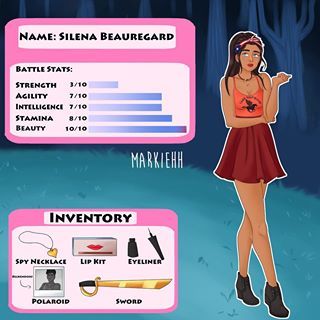 Name: Silena Beauregard
Battle Stats:
Strength 3/10
Agility 7/10
Intelligence 7/10
Stamina 8/10
Beauty 10/10
MARKIEHH
Inventory
Spy Necklace Lip Kit Eyeliner
Polaroid Sword